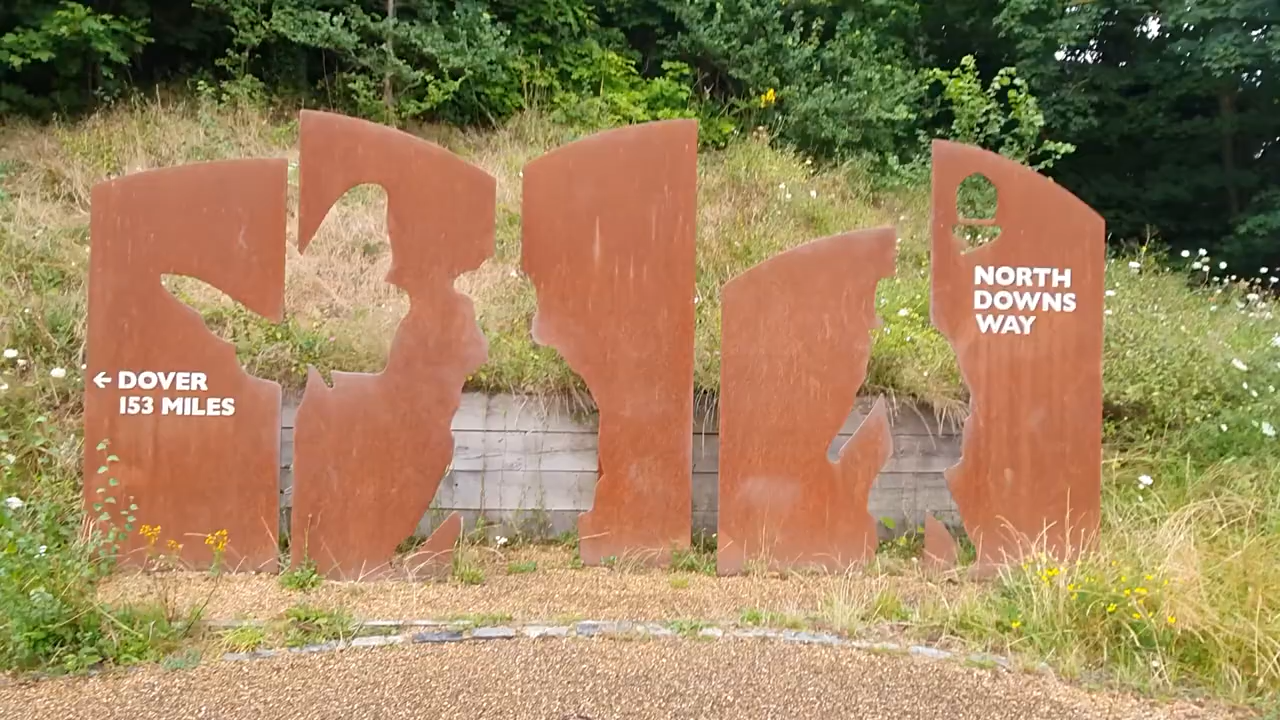 ← DOVER
153 MILES
NORTH
DOWNS
WAY